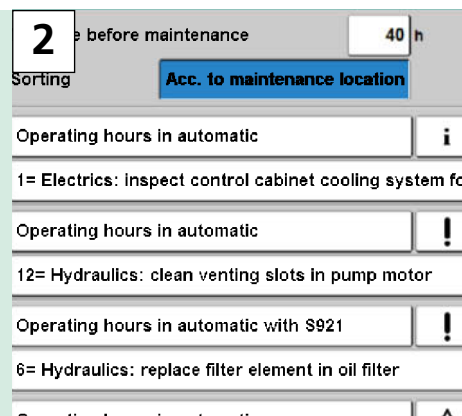 2
e before maintenance 40 h
Sorting Acc. to maintenance location
Operating hours in automatic i
1= Electrics: inspect control cabinet cooling system fo
Operating hours in automatic !
12= Hydraulics: clean venting slots in pump motor
Operating hours in automatic with S921 !
6= Hydraulics: replace filter element in oil filter